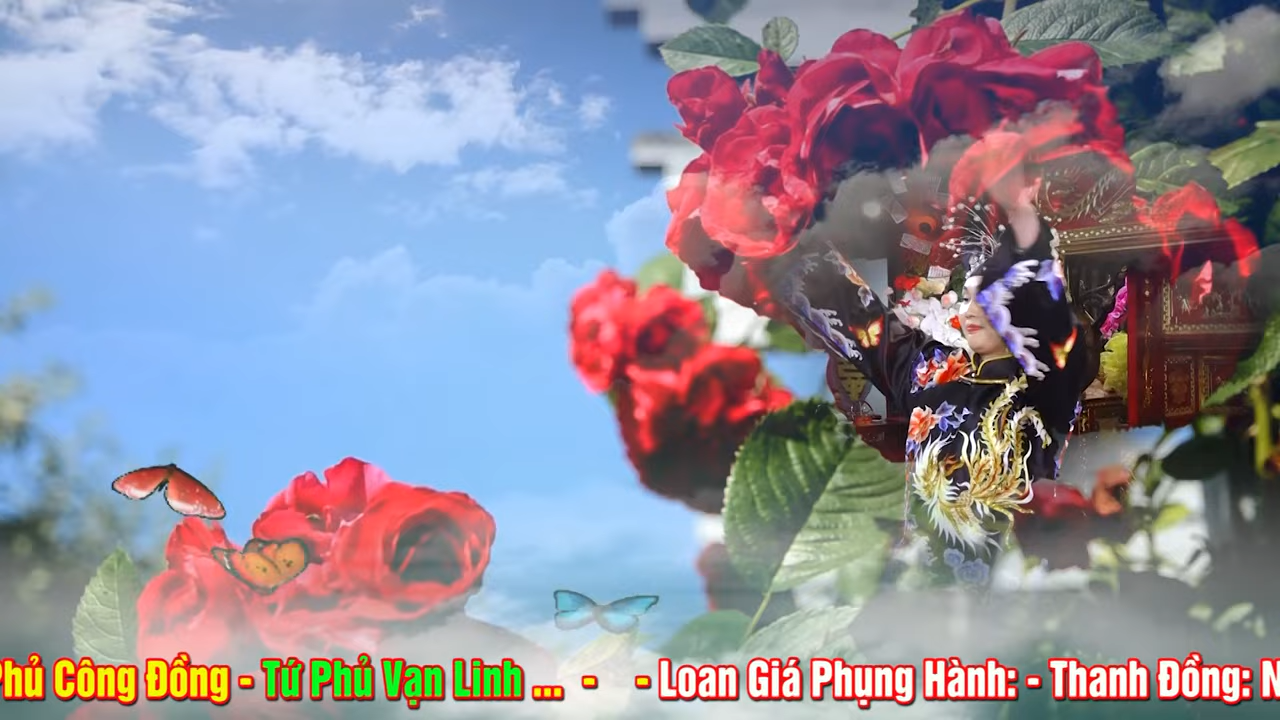 Phủ Công Đồng - Tứ Phủ Vạn Linh ... - - Loan Giá Phụng Hành: - Thanh Đồng: N